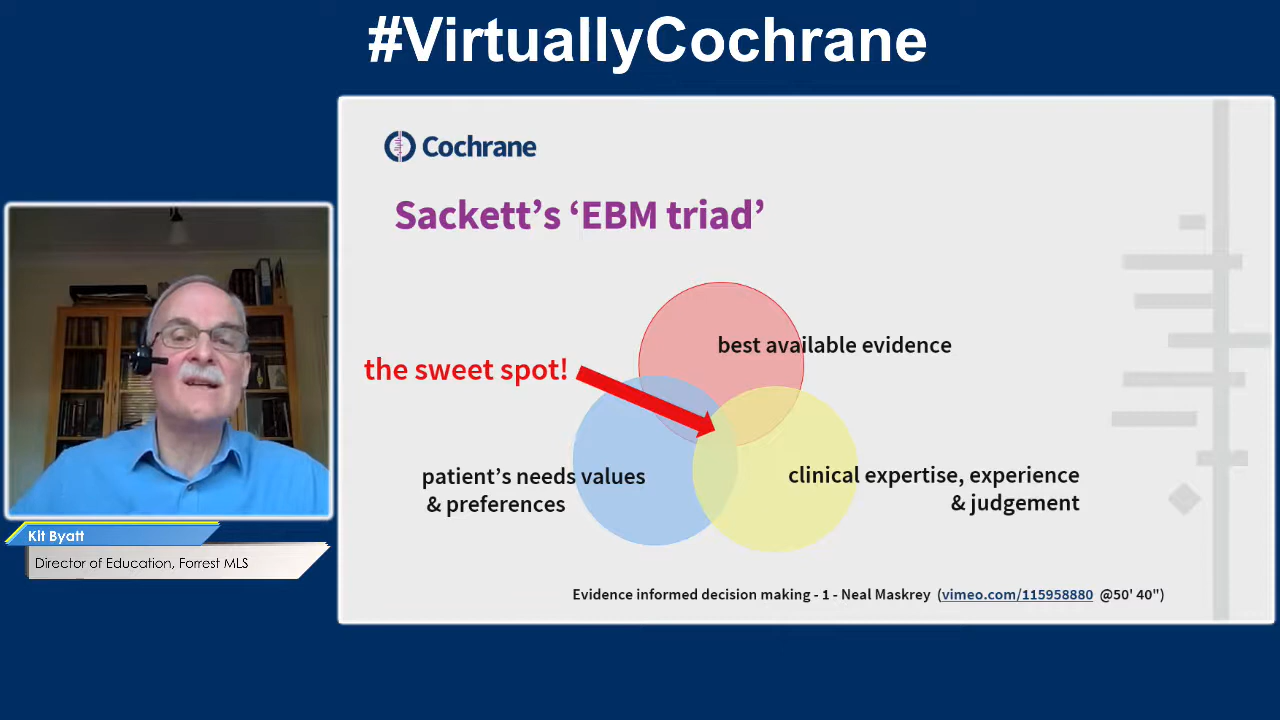 #VirtuallyCochrane
Cochrane
Sackett's ‘EBM triad’
the sweet spot!
best available evidence
patient's needs values
& preferences
clinical expertise, experience
& judgement
Evidence informed decision making - 1 - Neal Maskrey (vimeo.com/115958880 @50' 40")
Kit Byatt
Director of Education, Forrest MLS